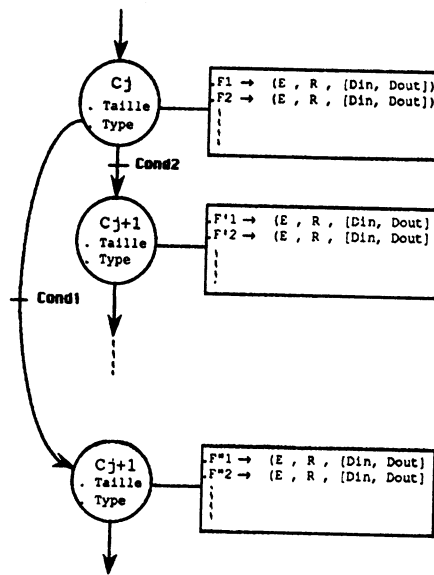 Cj
. Taille
. Type
.F1 → (E , R , [Din, Dout])
F2 → (E , R , [Din, Dout])
Cond2
Cj+1
. Taille
. Type
.F'1 → (E , R , [Din, Dout]
.F'2 → (E , R , [Din, Dout]
Cond1
Cj+1
. Taille
. Type
.F"1 → (E , R , [Din, Dout]
.F"2 → (E , R , [Din, Dout]